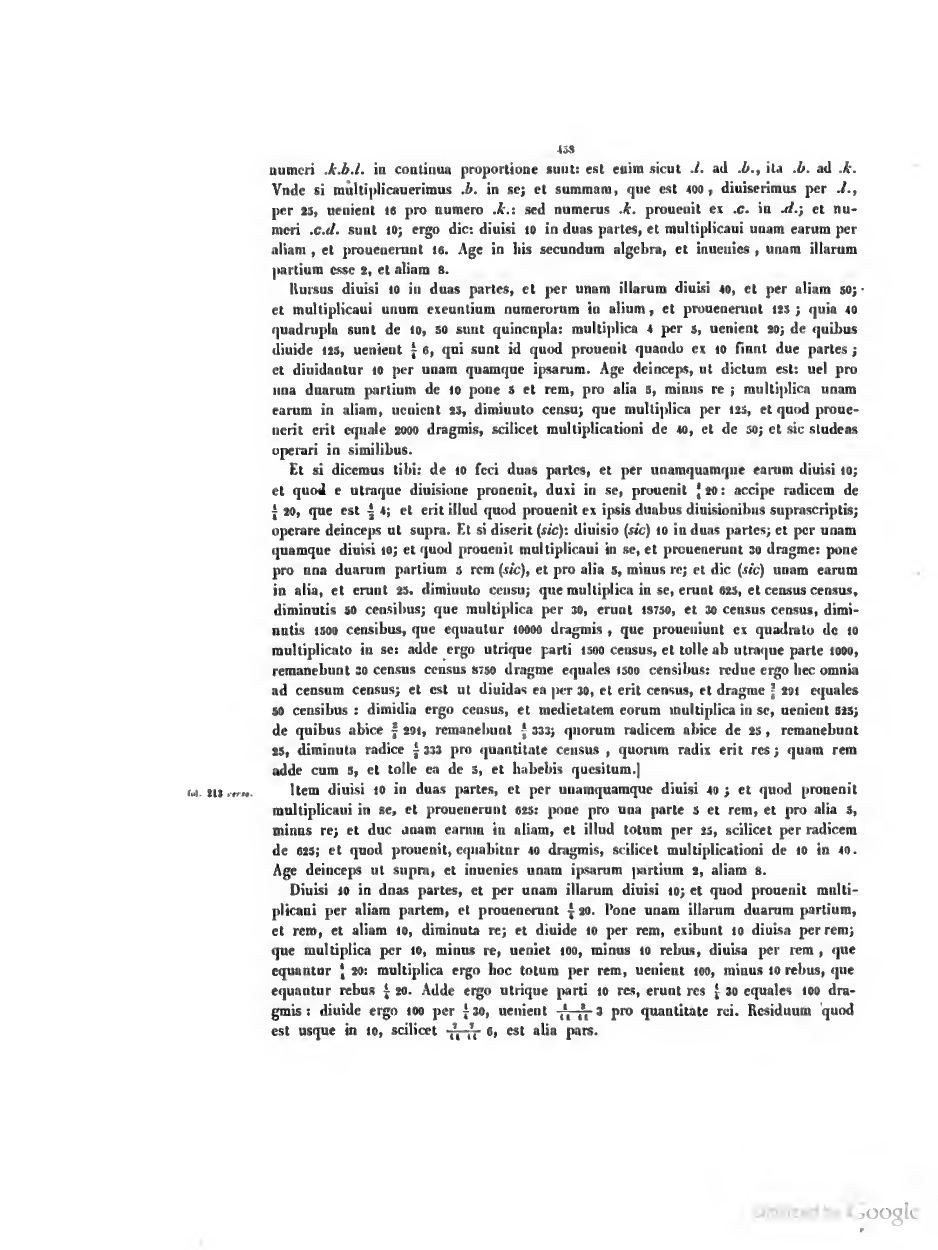 458
numeri .k.b.l. in continua proportione sunt: est enim sicut .l. ad .b., ita .b. ad .k.
Vnde si multiplicauerimus .b. in se; et summam, que est 400, diuiserimus per .l.,
per 25, uenient 16 pro numero .k.: sed numerus .k. prouenit ex .c. in .d.; et nu-
meri .c.d. sunt 10; ergo dic: diuisi 10 in duas partes, et multiplicaui unam earum per
aliam, et prouenerunt 16. Age in his secundum algebra, et inuenies, unam illarum
partium esse 2, et aliam 8.
Rursus diuisi 10 in duas partes, et per unam illarum diuisi 40, et per aliam 50;
et multiplicaui unum exeuntium numerorum in alium, et prouenerunt 125; quia 40
quadrupla sunt de 10, 50 sunt quincupla: multiplica 4 per 5, uenient 20; de quibus
diuide 125, uenient 1/4 6, qui sunt id quod prouenit quando ex 10 fiunt due partes;
et diuidantur 10 per unam quamque ipsarum. Age deinceps, ut dictum est: uel pro
una duarum partium de 10 pone 5 et rem, pro alia 5, minus re; multiplica unam
earum in aliam, uenient 25, diminuto censu; que multiplica per 125, et quod proue-
nerit erit equale 2000 dragmis, scilicet multiplicationi de 40, et de 50; et sic studeas
operari in similibus.
Et si dicemus tibi: de 10 feci duas partes, et per unamquamque earum diuisi 10;
et quod e utraque diuisione pronenit, duxi in se, prouenit 1/4 20: accipe radicem de
1/4 20, que est 1/2 4; et erit illud quod prouenit ex ipsis duabus diuisionibus suprascriptis;
operare deinceps ut supra. Et si diserit (sic): diuisio (sic) 10 in duas partes; et per unam
quamque diuisi 10; et quod prouenit multiplicaui in se, et prouenerunt 30 dragme: pone
pro una duarum partium 5 rem (sic), et pro alia 5, minus re; et dic (sic) unam earum
in alia, et erunt 25, diminuto censu; que multiplica in se, erunt 625, et census census,
diminutis 50 censibus; que multiplica per 30, erunt 18750, et 30 census census, dimi-
nutis 1500 censibus, que equantur 10000 dragmis, que proueniunt ex quadrato de 10
multiplicato in se: adde ergo utrique parti 1500 census, et tolle ab utraque parte 1000,
remanebunt 30 census census 8750 dragme equales 1500 censibus: redue ergo hec omnia
ad censum census; et est ut diuidas ea per 30, et erit census, et dragme 2/3 291 equales
50 censibus: dimidia ergo census, et medietatem eorum multiplica in se, uenient 525;
de quibus abice 2/3 291, remanebunt 1/3 333; quorum radicem abice de 25, remanebunt
25, diminuta radice 1/3 333 pro quantitate census, quorum radix erit res; quam rem
adde cum 5, et tolle ea de 5, et habebis quesitum.]
fol. 213 verso.
Item diuisi 10 in duas partes, et per unamquamque diuisi 40; et quod prouenit
multiplicaui in se, et prouenerunt 625: pone pro una parte 5 et rem, et pro alia 5,
minus re; et duc unam earum in aliam, et illud totum per 25, scilicet per radicem
de 625; et quod prouenit, equabitur 40 dragmis, scilicet multiplicationi de 10 in 40.
Age deinceps ut supra, et inuenies unam ipsarum partium 2, aliam 8.
Diuisi 10 in duas partes, et per unam illarum diuisi 10; et quod prouenit multi-
plicaui per aliam partem, et prouenerunt 1/4 20. Pone unam illarum duarum partium,
et rem, et aliam 10, diminuta re; et diuide 10 per rem, exibunt 10 diuisa per rem;
que multiplica per 10, minus re, ueniet 100, minus 10 rebus, diuisa per rem, que
equantur 1/4 20: multiplica ergo hoc totum per rem, uenient 100, minus 10 rebus, que
equantur rebus 1/4 20. Adde ergo utrique parti 10 res, erunt res 1/4 30 equales 100 dra-
gmis: diuide ergo 100 per 1/4 30, uenient 4/11 3/11 3 pro quantitate rei. Residuum quod
est usque in 10, scilicet 7/11 7/11 6, est alia pars.
Digitized by Google